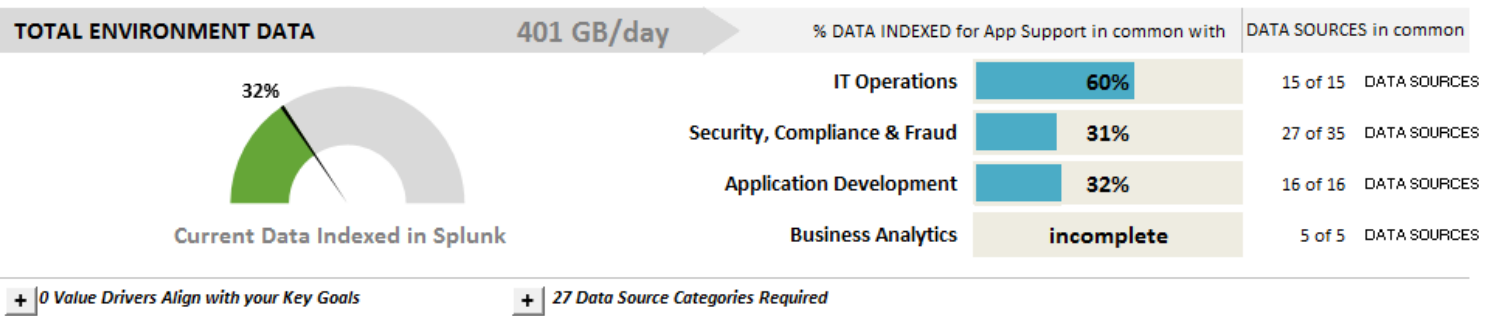 TOTAL ENVIRONMENT DATA 401 GB/day % DATA INDEXED for App Support in common with DATA SOURCES in common
32%
Current Data Indexed in Splunk
IT Operations 60% 15 of 15 DATA SOURCES
Security, Compliance & Fraud 31% 27 of 35 DATA SOURCES
Application Development 32% 16 of 16 DATA SOURCES
Business Analytics incomplete 5 of 5 DATA SOURCES
+ 0 Value Drivers Align with your Key Goals + 27 Data Source Categories Required